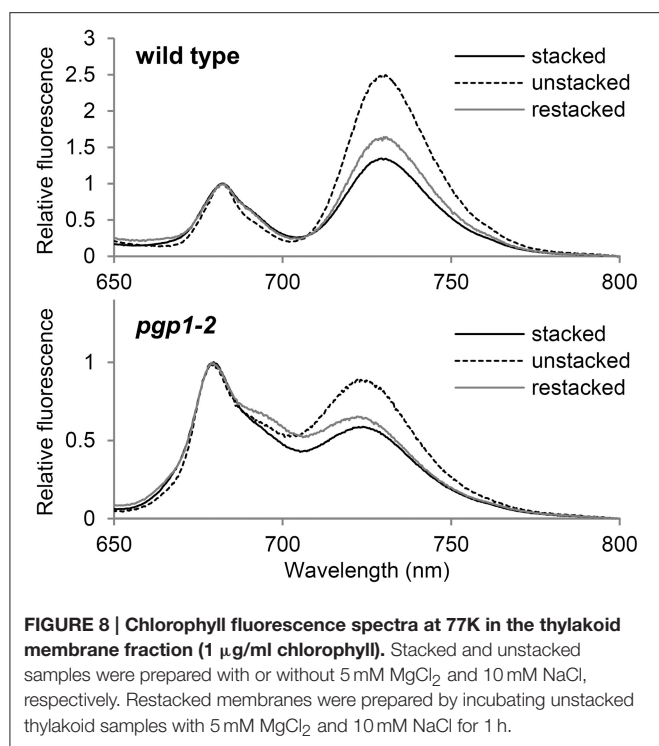 3
2.5
2
1.5
1
0.5
0
Relative fluorescence
wild type
stacked
unstacked
restacked
650 700 750 800
1
0.5
0
Relative fluorescence
pgp1-2
stacked
unstacked
restacked
650 700 750 800
Wavelength (nm)
FIGURE 8 | Chlorophyll fluorescence spectra at 77K in the thylakoid
membrane fraction (1 μg/ml chlorophyll). Stacked and unstacked
samples were prepared with or without 5 mM MgCl₂ and 10 mM NaCl,
respectively. Restacked membranes were prepared by incubating unstacked
thylakoid samples with 5 mM MgCl₂ and 10 mM NaCl for 1 h.